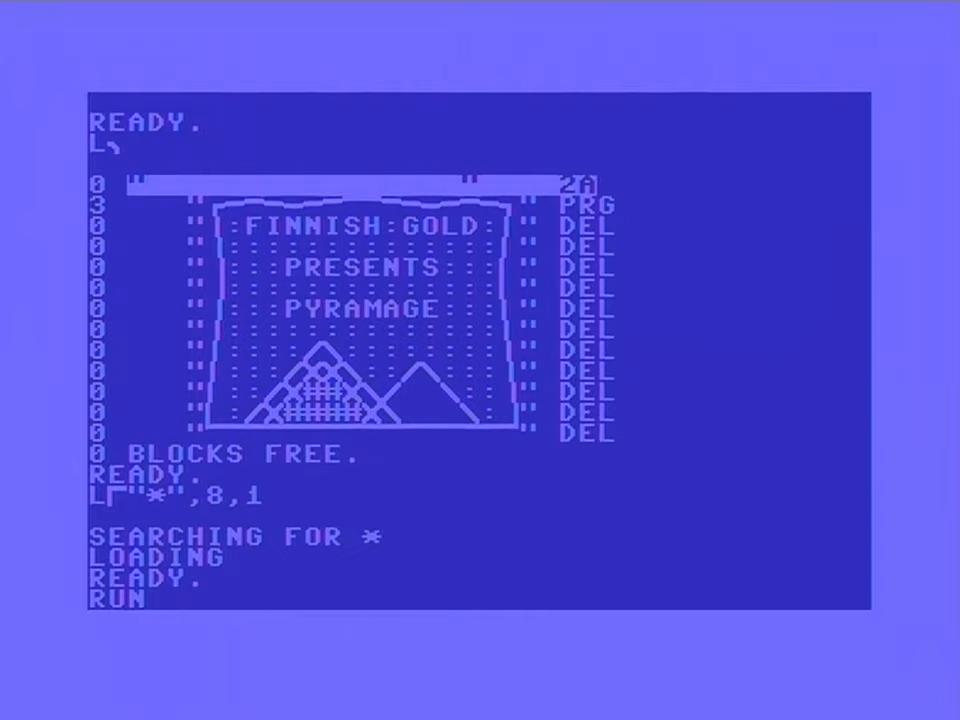 READY.
L╮
0 "                " 2A
3 " " PRG
0 " FINNISH GOLD " DEL
0 " " DEL
0 " PRESENTS " DEL
0 " " DEL
0 " PYRAMAGE " DEL
0 " " DEL
0 " " DEL
0 " " DEL
0 " " DEL
0 " " DEL
0 DEL
0 BLOCKS FREE.
READY.
L┌"*",8,1
SEARCHING FOR *
LOADING
READY.
RUN